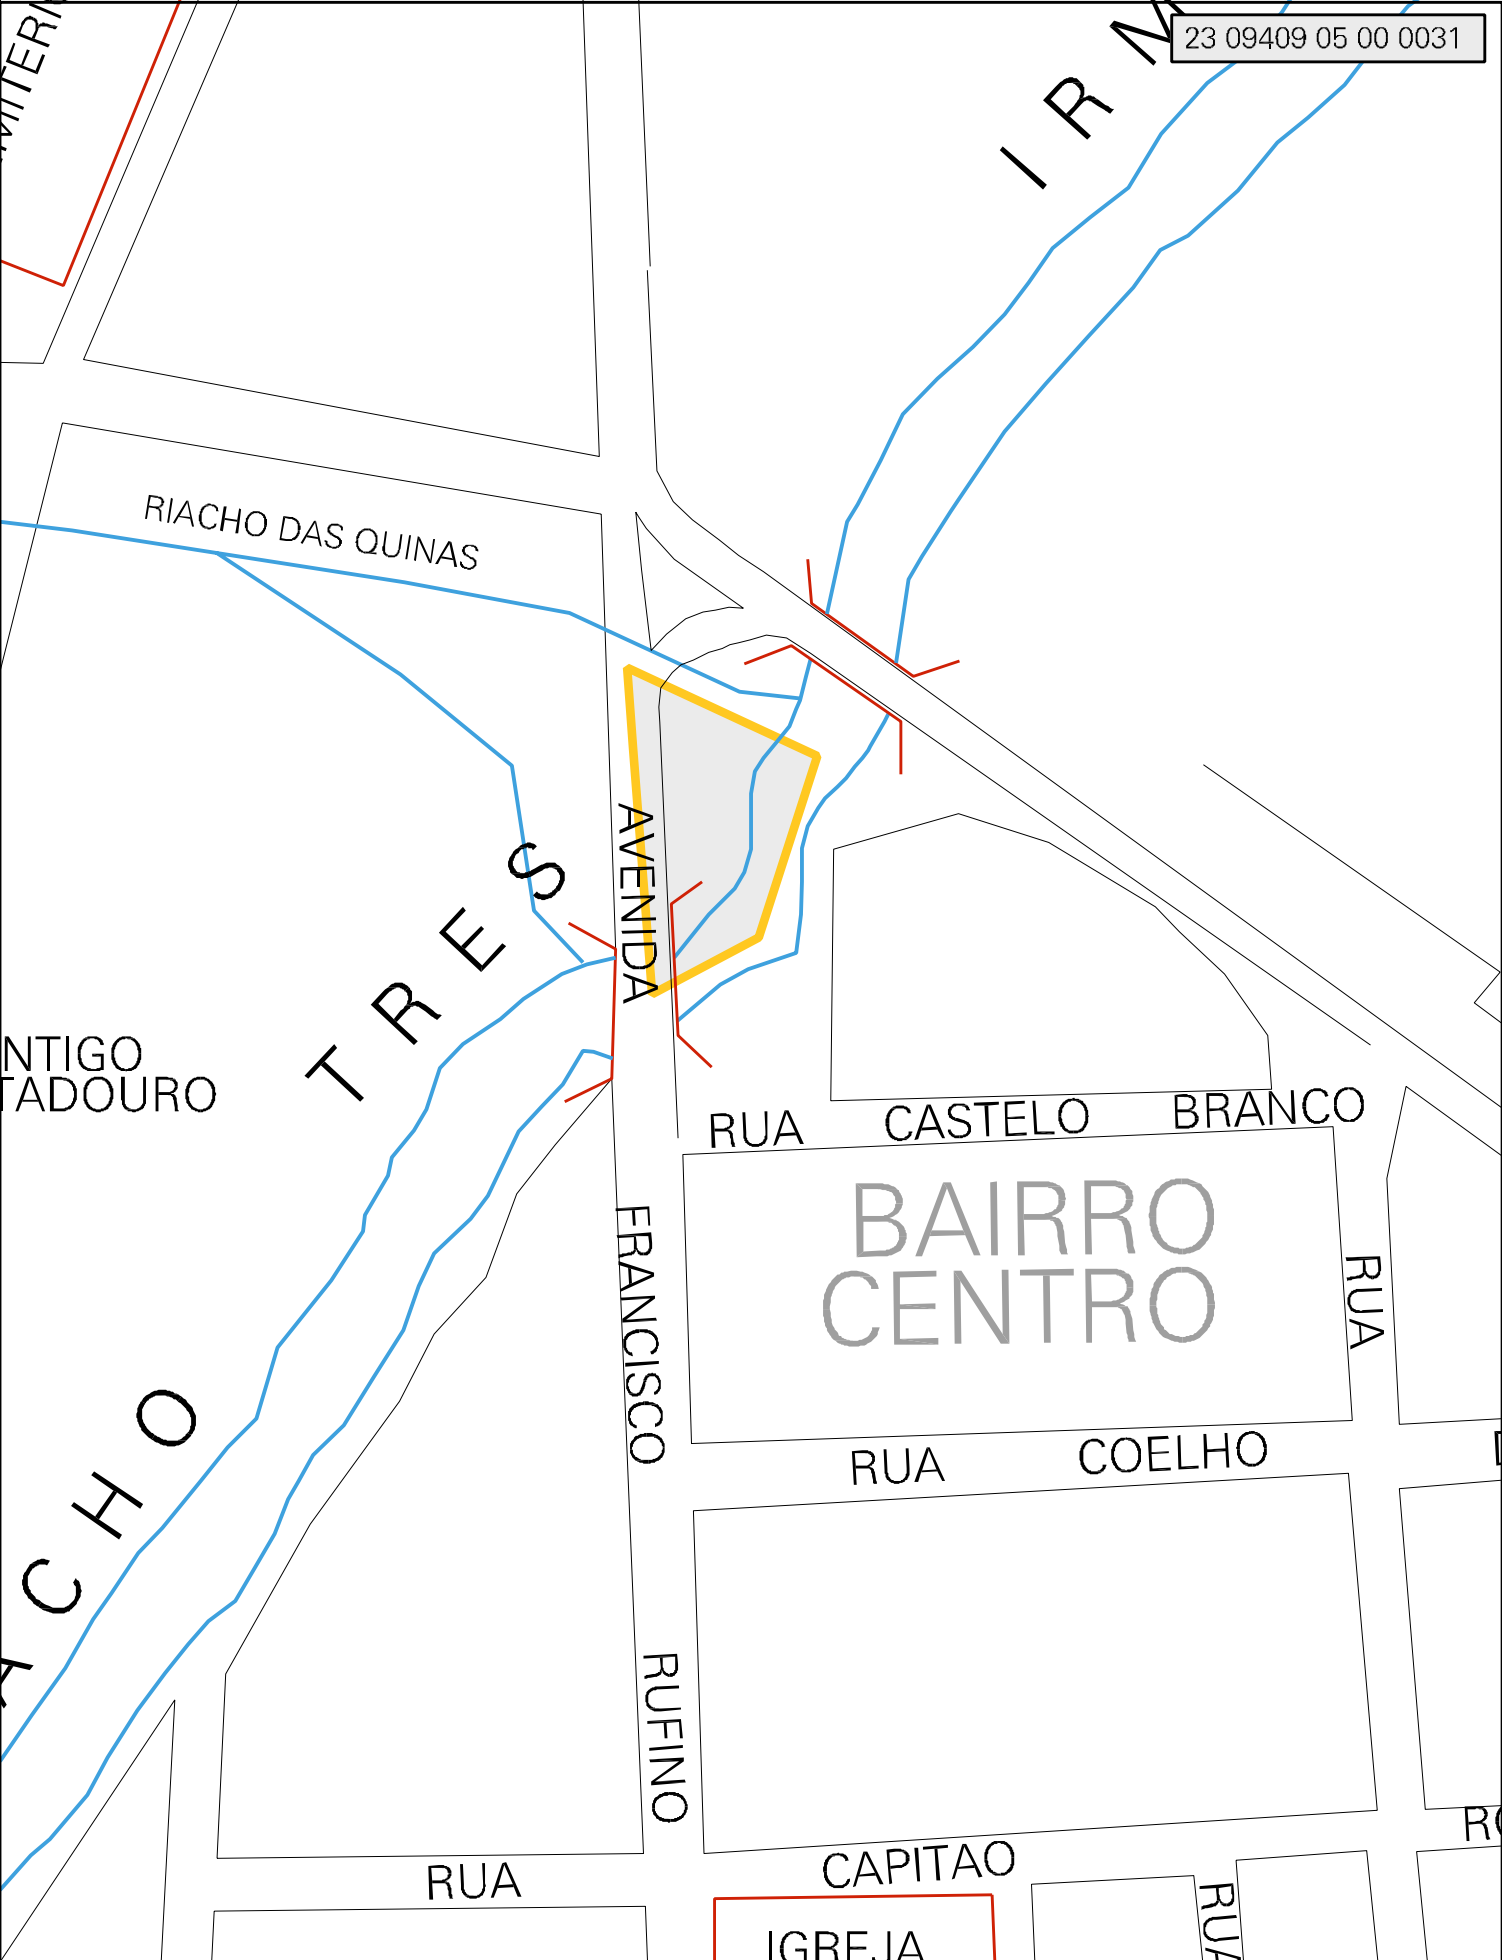 23 09409 05 00 0031
I R
RIACHO DAS QUINAS
AVENIDA
T R E S
NTIGO
TADOURO
RUA CASTELO BRANCO
BAIRRO
CENTRO
FRANCISCO
RUA
RUA COELHO
A C H O
RUFINO
RUA CAPITAO
RUA
IGREJA